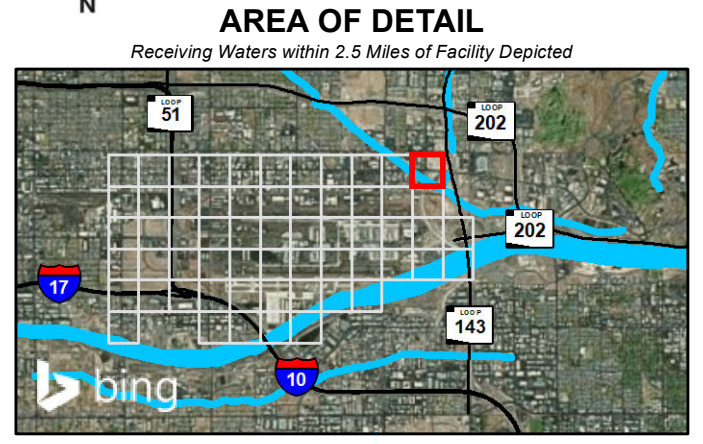 N
AREA OF DETAIL
Receiving Waters within 2.5 Miles of Facility Depicted
LOOP
51
LOOP
202
LOOP
202
17
LOOP
143
10
bing